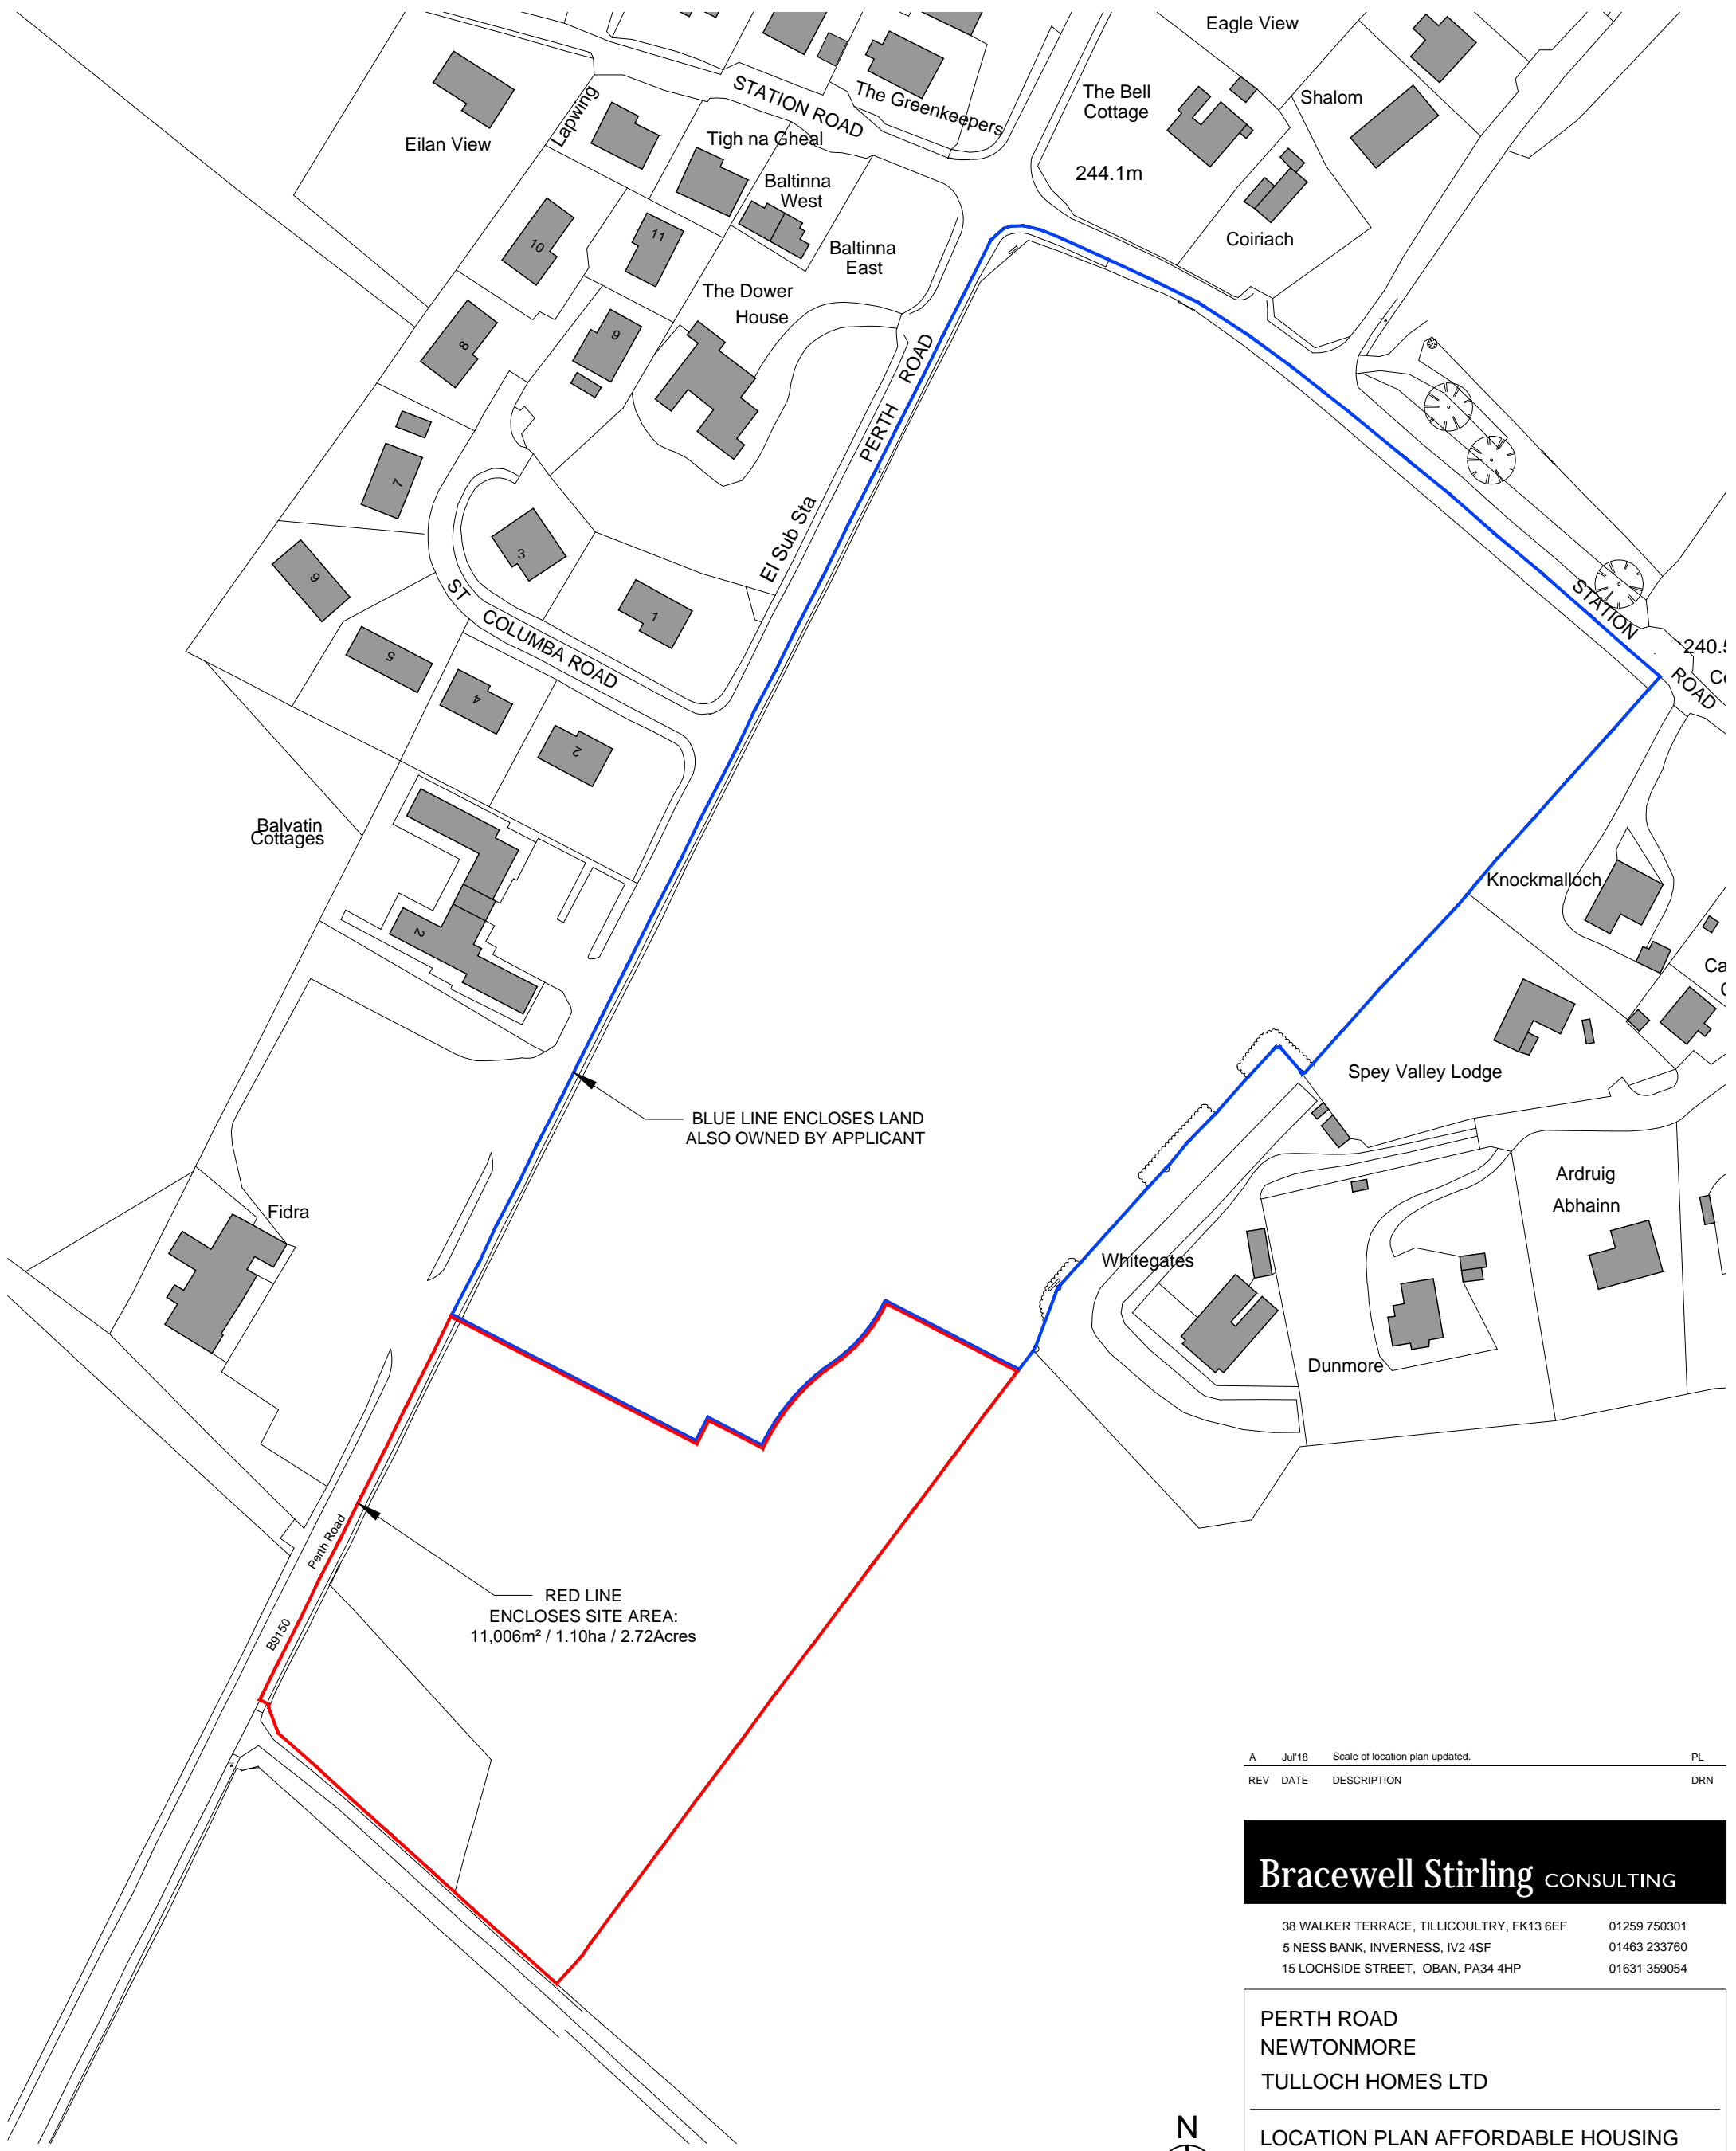 Eagle View
STATION ROAD
The Greenkeepers
The Bell
Cottage
Shalom
Lapwing
Eilan View
Tigh na Gheal
244.1m
Baltinna
West
10
11
Baltinna
East
Coiriach
The Dower
House
8
9
PERTH ROAD
7
El Sub Sta
3
6
1
ST COLUMBA ROAD
5
4
2
STATION ROAD
240.5
Balvatin
Cottages
2
Knockmalloch
Spey Valley Lodge
BLUE LINE ENCLOSES LAND
ALSO OWNED BY APPLICANT
Ardruig
Abhainn
Fidra
Whitegates
Dunmore
Perth Road
B9150
RED LINE
ENCLOSES SITE AREA:
11,006m² / 1.10ha / 2.72Acres
A Jul'18 Scale of location plan updated. PL
REV DATE DESCRIPTION DRN
Bracewell Stirling CONSULTING
38 WALKER TERRACE, TILLICOULTRY, FK13 6EF 01259 750301
5 NESS BANK, INVERNESS, IV2 4SF 01463 233760
15 LOCHSIDE STREET, OBAN, PA34 4HP 01631 359054
PERTH ROAD
NEWTONMORE
TULLOCH HOMES LTD
N
LOCATION PLAN AFFORDABLE HOUSING